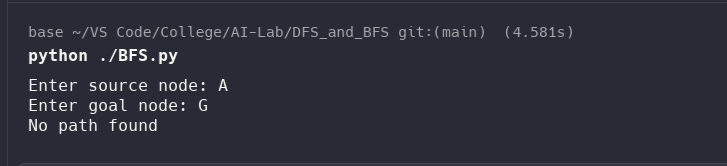 base ~/VS Code/College/AI-Lab/DFS_and_BFS git:(main) (4.581s)
python ./BFS.py
Enter source node: A
Enter goal node: G
No path found